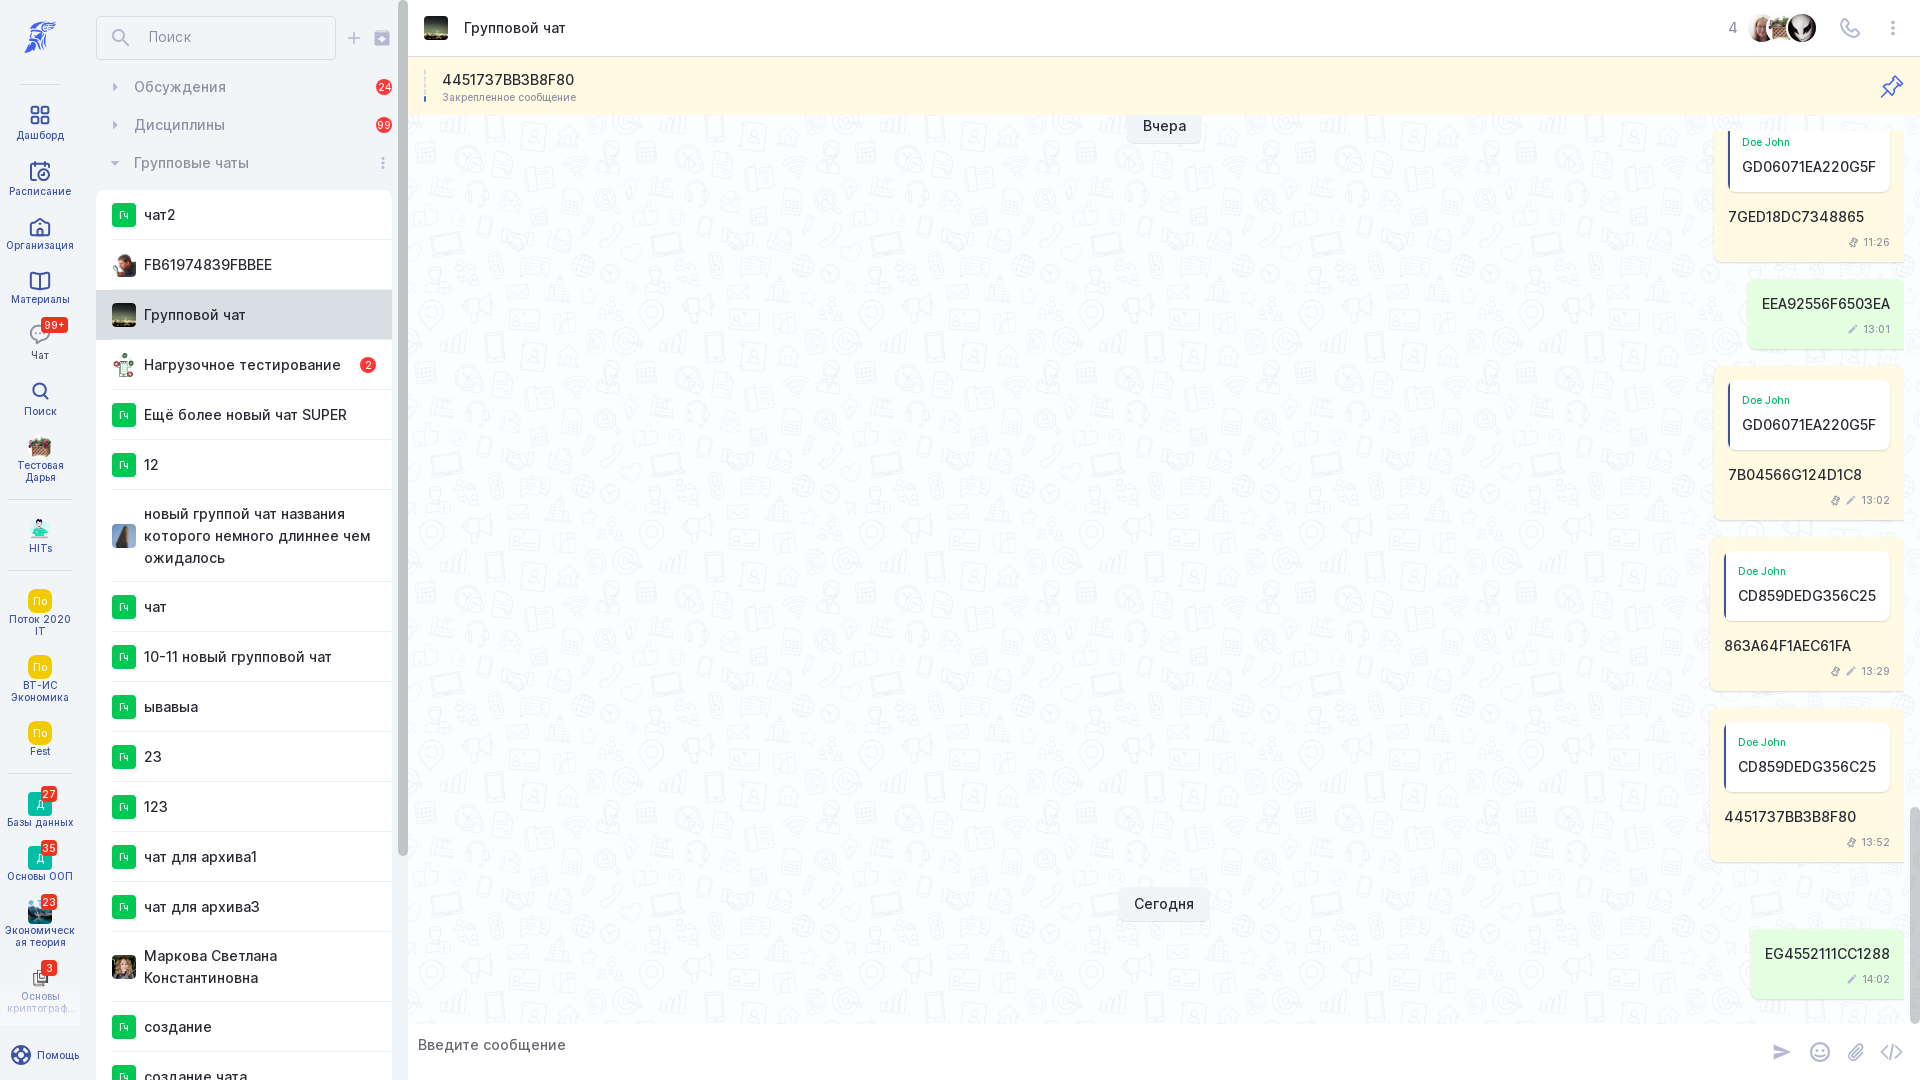 Дашборд
Расписание
Организация
Материалы
99+
Чат
Поиск
Тестовая
Дарья
HITs
По
Поток 2020
IT
По
ВТ-ИС
Экономика
По
Fest
27
Д
Базы данных
35
Д
Основы ООП
23
Экономическ
ая теория
3
Основы
криптограф...
Помощь
Поиск
Обсуждения
24
Дисциплины
99
Групповые чаты
Гч
чат2
FB61974839FBBEE
Групповой чат
Нагрузочное тестирование
2
Гч
Ещё более новый чат SUPER
Гч
12
новый группой чат названия
которого немного длиннее чем
ожидалось
Гч
чат
Гч
10-11 новый групповой чат
Гч
ывавыа
Гч
23
Гч
123
Гч
чат для архива1
Гч
чат для архива3
Маркова Светлана
Константиновна
Гч
создание
Гч
создание чата
Групповой чат
4
4451737BB3B8F80
Закрепленное сообщение
Вчера
Doe John
GD06071EA220G5F
7GED18DC7348865
11:26
EEA92556F6503EA
13:01
Doe John
GD06071EA220G5F
7B04566G124D1C8
13:02
Doe John
CD859DEDG356C25
863A64F1AEC61FA
13:29
Doe John
CD859DEDG356C25
4451737BB3B8F80
13:52
Сегодня
EG4552111CC1288
14:02
Введите сообщение